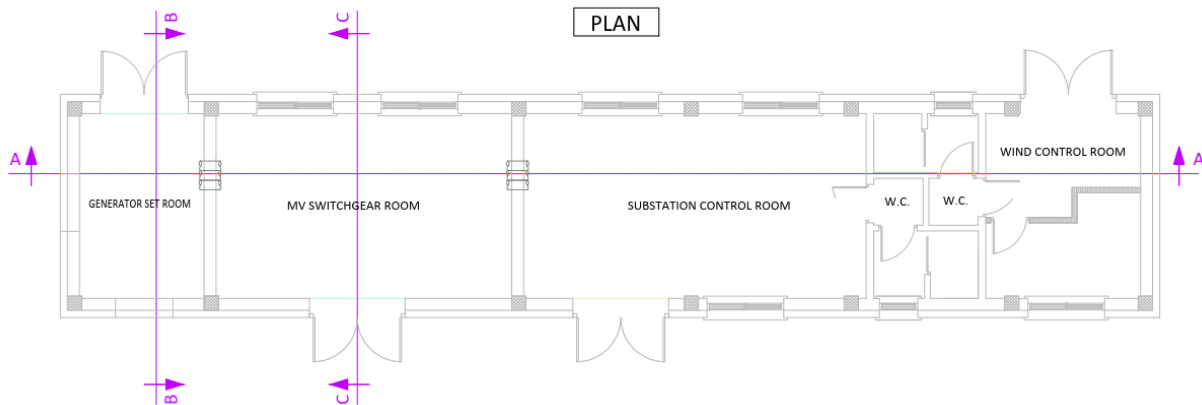 PLAN
B
C
A
A
GENERATOR SET ROOM
MV SWITCHGEAR ROOM
SUBSTATION CONTROL ROOM
W.C.
W.C.
WIND CONTROL ROOM
B
C